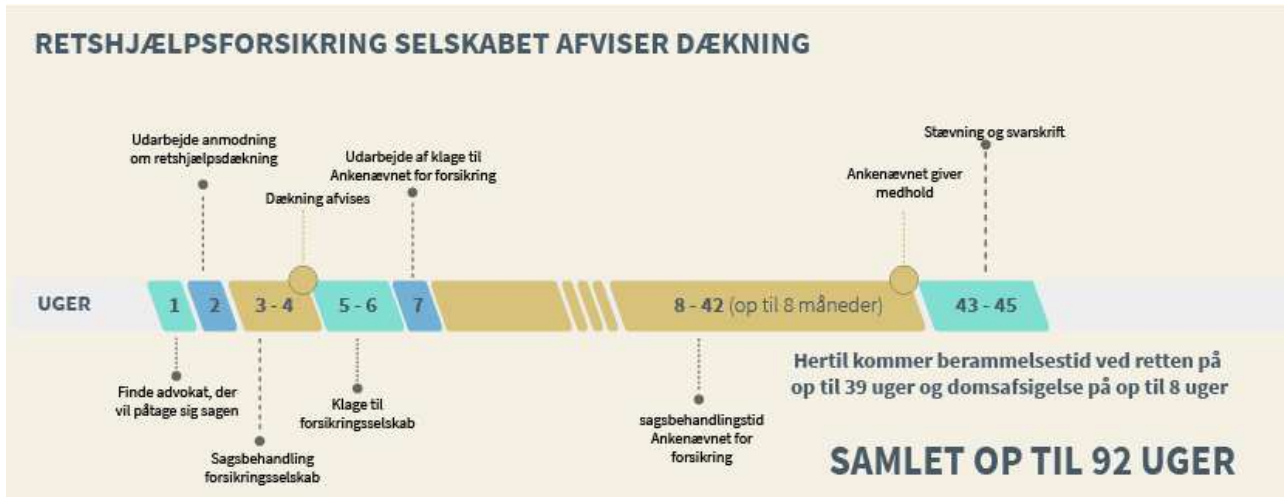 RETSHJÆLPSFORSIKRING SELSKABET AFVISER DÆKNING
Udarbejde anmodning
om retshjælpsdækning
Dækning afvises
Udarbejde af klage til
Ankenævnet for forsikring
Ankenævnet giver
medhold
Stævning og svarskrift
UGER
1
2
3 - 4
5 - 6
7
8 - 42 (op til 8 måneder)
43 - 45
Finde advokat, der
vil påtage sig sagen
Sagsbehandling
forsikringsselskab
Klage til
forsikringsselskab
sagsbehandlingstid
Ankenævnet for
forsikring
Hertil kommer berammelsestid ved retten på
op til 39 uger og domsafsigelse på op til 8 uger
SAMLET OP TIL 92 UGER